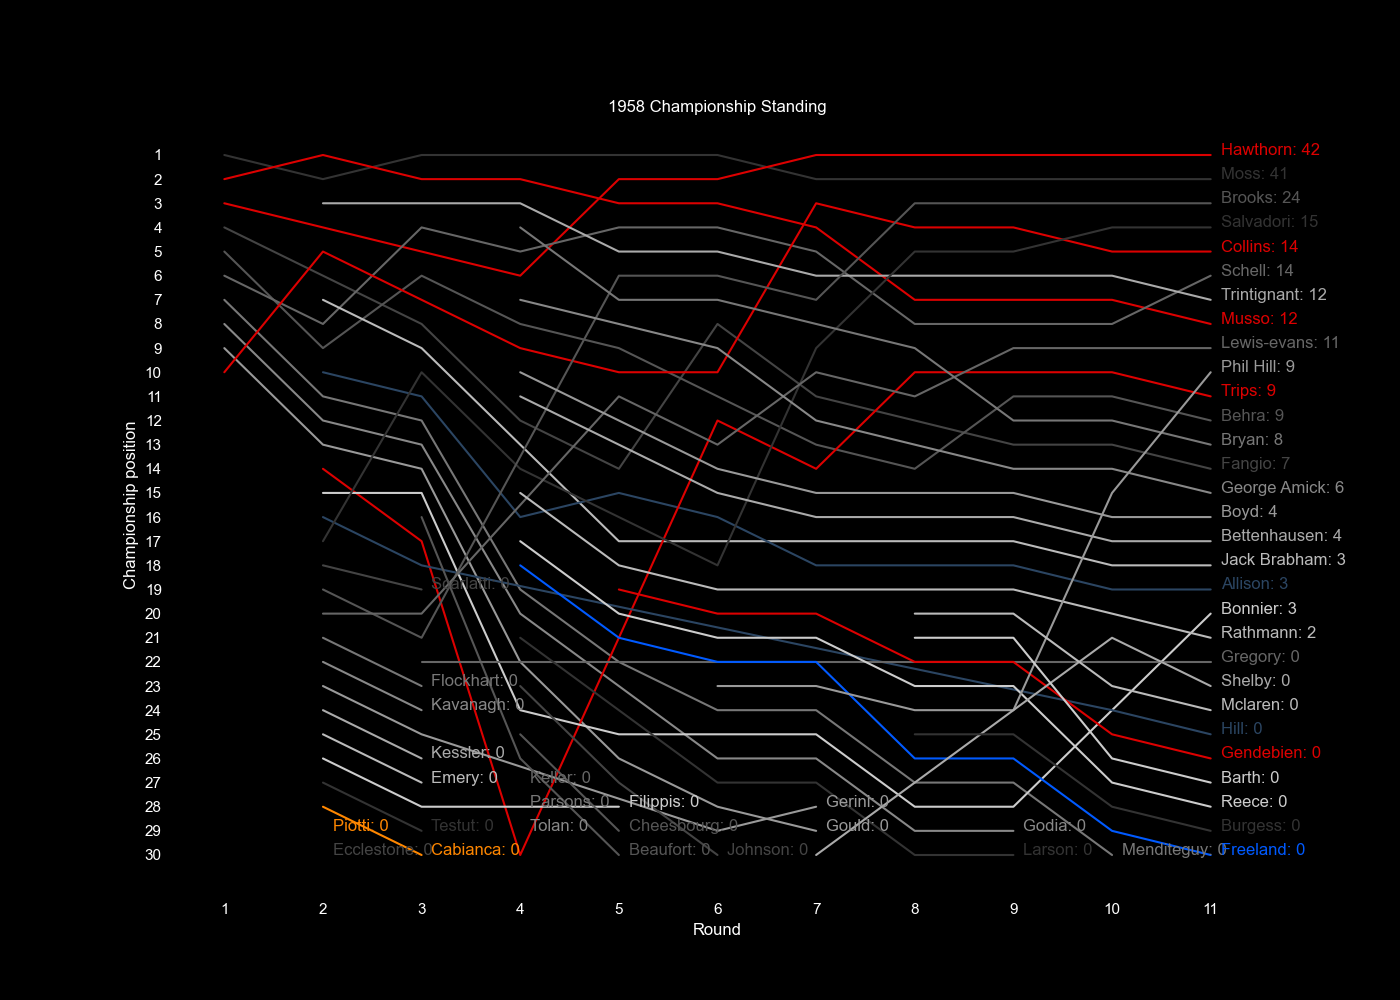 1958 Championship Standing
1
2
3
4
5
6
7
8
9
10
11
12
13
14
15
16
17
18
19
20
21
22
23
24
25
26
27
28
29
30
Championship position
Hawthorn: 42
Moss: 41
Brooks: 24
Salvadori: 15
Collins: 14
Schell: 14
Trintignant: 12
Musso: 12
Lewis-evans: 11
Phil Hill: 9
Trips: 9
Behra: 9
Bryan: 8
Fangio: 7
George Amick: 6
Boyd: 4
Bettenhausen: 4
Jack Brabham: 3
Allison: 3
Bonnier: 3
Rathmann: 2
Gregory: 0
Shelby: 0
Mclaren: 0
Hill: 0
Gendebien: 0
Barth: 0
Reece: 0
Burgess: 0
Freeland: 0
Scarlatti: 0
Flockhart: 0
Kavanagh: 0
Kessler: 0
Emery: 0
Keller: 0
Parsons: 0
Filippis: 0
Gerini: 0
Piotti: 0
Testut: 0
Tolan: 0
Cheesbourg: 0
Gould: 0
Godia: 0
Ecclestone: 0
Cabianca: 0
Beaufort: 0
Johnson: 0
Larson: 0
Menditeguy: 0
1 2 3 4 5 6 7 8 9 10 11
Round